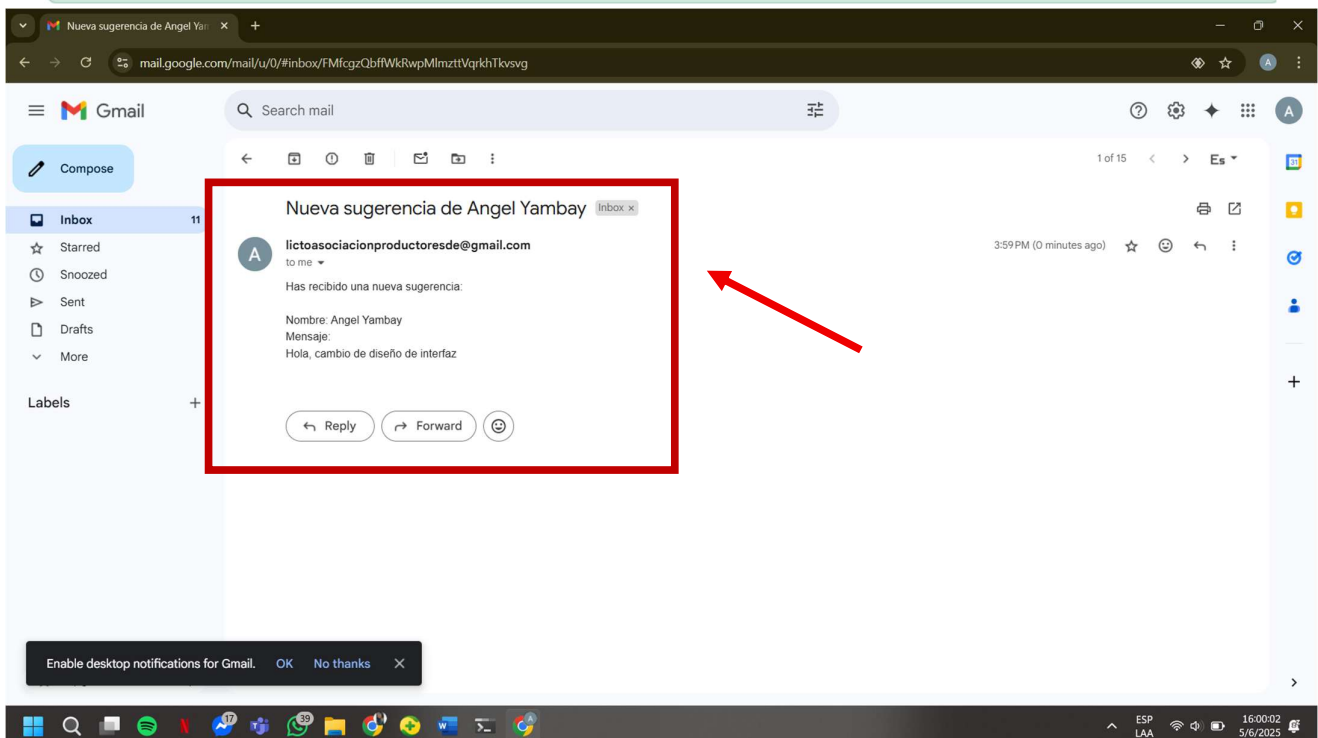 Nueva sugerencia de Angel Yam
mail.google.com/mail/u/0/#inbox/FMfcgzQbffWkRwpMlmzttVqrkhTkvsvg
A
Gmail
Search mail
A
Compose
1 of 15
Es
31
Inbox 11
Starred
Snoozed
Sent
Drafts
More
Labels
Nueva sugerencia de Angel Yambay Inbox ×
A
lictoasociacionproductoresde@gmail.com
3:59 PM (0 minutes ago)
to me
Has recibido una nueva sugerencia:
Nombre: Angel Yambay
Mensaje:
Hola, cambio de diseño de interfaz
Reply
Forward
Enable desktop notifications for Gmail. OK No thanks
17
39
ESP
LAA
16:00:02
5/6/2025